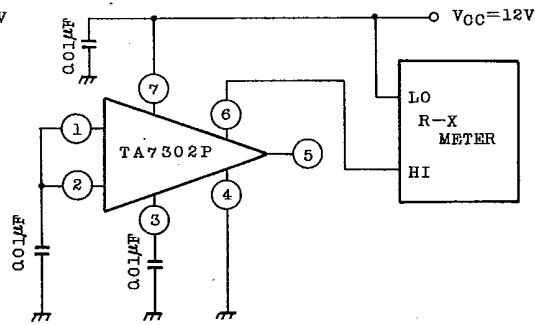 V
0.01μF
VCC=12V
7
6
LO
R-X
METER
HI
1
TA7302P
5
2
3
4
0.01μF
0.01μF